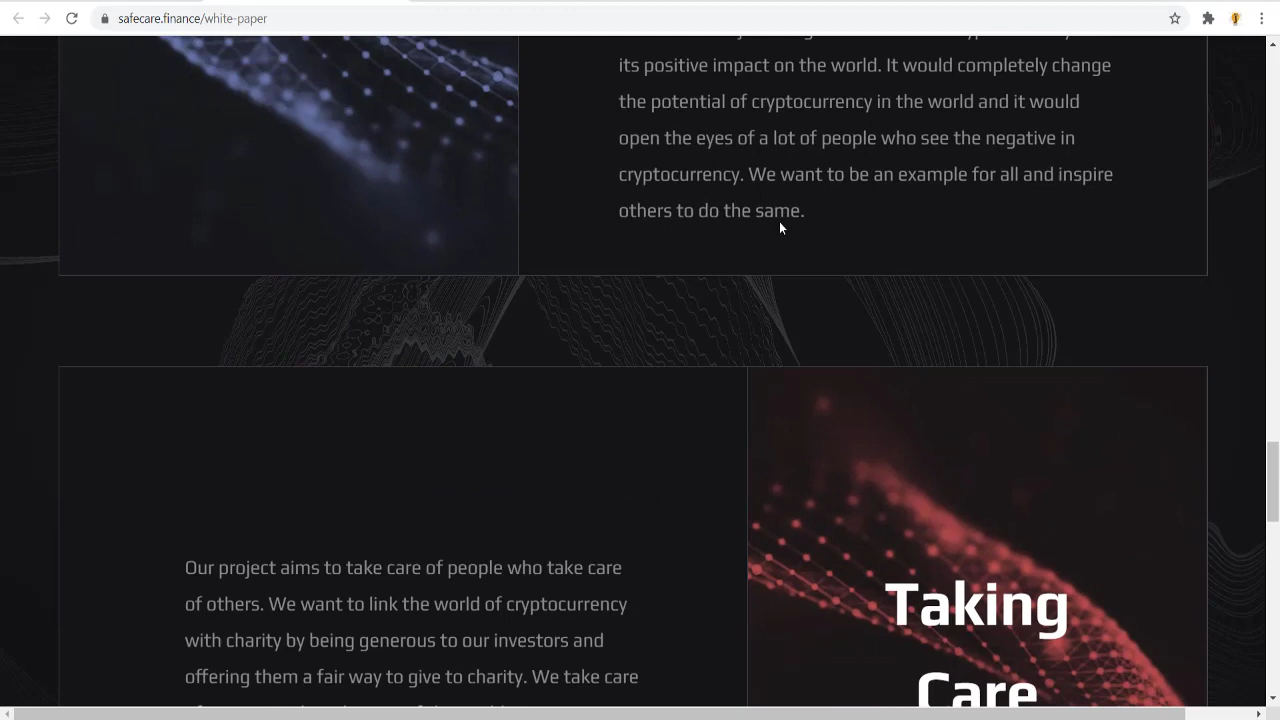 safecare.finance/white-paper
its positive impact on the world. It would completely change
the potential of cryptocurrency in the world and it would
open the eyes of a lot of people who see the negative in
cryptocurrency. We want to be an example for all and inspire
others to do the same.
Our project aims to take care of people who take care
of others. We want to link the world of cryptocurrency
with charity by being generous to our investors and
offering them a fair way to give to charity. We take care
Taking
Care